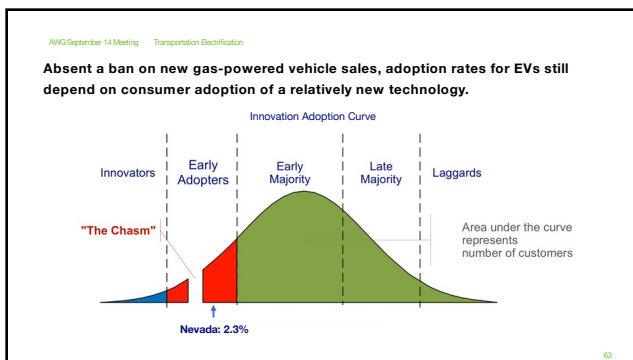 AWG September 14 Meeting Transportation Electrification
Absent a ban on new gas-powered vehicle sales, adoption rates for EVs still
depend on consumer adoption of a relatively new technology.
Innovation Adoption Curve
Innovators
Early
Adopters
Early
Majority
Late
Majority
Laggards
"The Chasm"
Area under the curve
represents
number of customers
Nevada: 2.3%
63